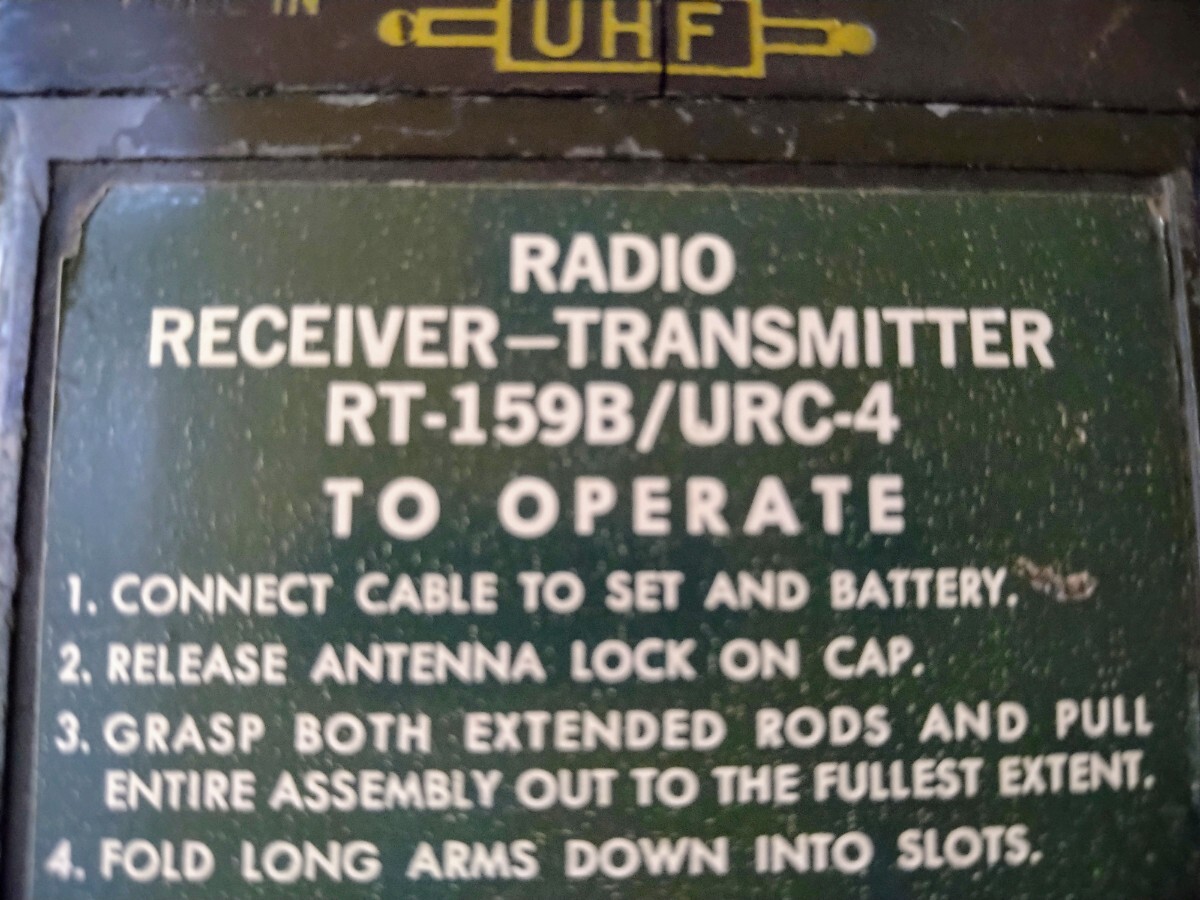 IN
UHF
RADIO
RECEIVER—TRANSMITTER
RT-159B/URC-4
TO OPERATE
1. CONNECT CABLE TO SET AND BATTERY.
2. RELEASE ANTENNA LOCK ON CAP.
3. GRASP BOTH EXTENDED RODS AND PULL
ENTIRE ASSEMBLY OUT TO THE FULLEST EXTENT.
4. FOLD LONG ARMS DOWN INTO SLOTS.